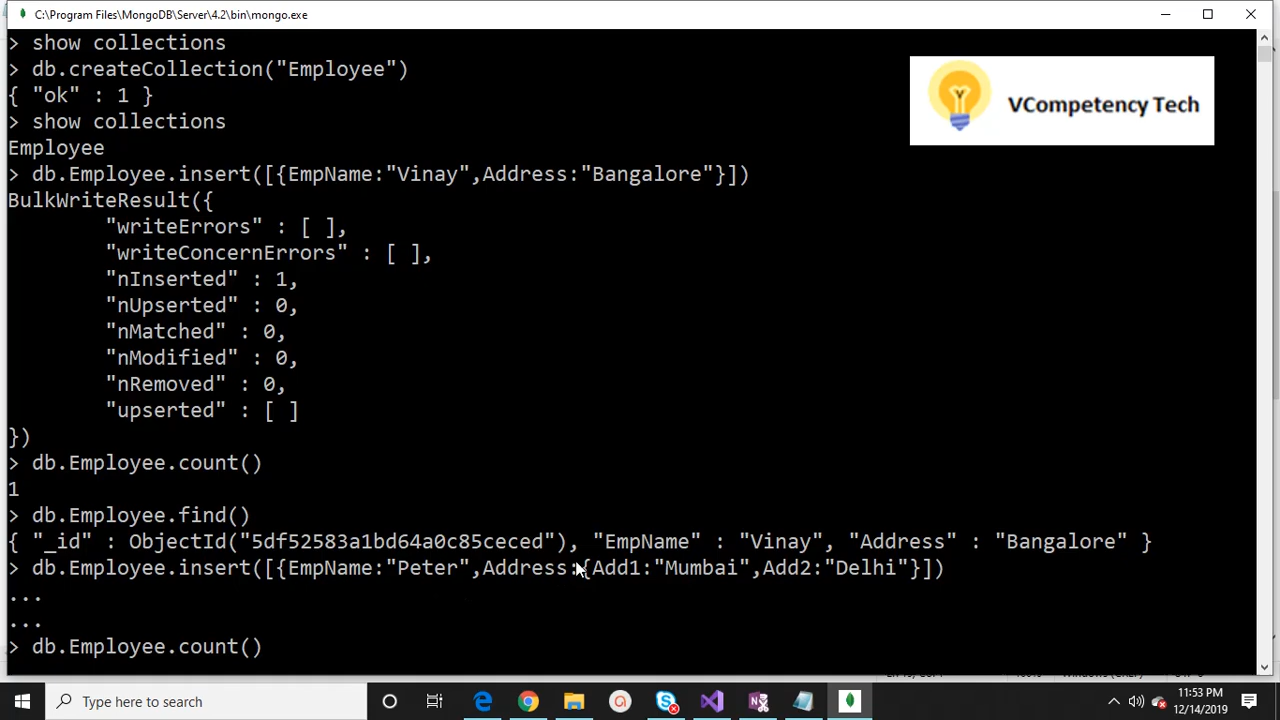 C:\Program Files\MongoDB\Server\4.2\bin\mongo.exe
> show collections
> db.createCollection("Employee")
{ "ok" : 1 }
> show collections
Employee
> db.Employee.insert([{EmpName:"Vinay",Address:"Bangalore"}])
BulkWriteResult({
"writeErrors" : [ ],
"writeConcernErrors" : [ ],
"nInserted" : 1,
"nUpserted" : 0,
"nMatched" : 0,
"nModified" : 0,
"nRemoved" : 0,
"upserted" : [ ]
})
> db.Employee.count()
1
> db.Employee.find()
{ "_id" : ObjectId("5df52583a1bd64a0c85ceced"), "EmpName" : "Vinay", "Address" : "Bangalore" }
> db.Employee.insert([{EmpName:"Peter",Address:{Add1:"Mumbai",Add2:"Delhi"}])
...
...
> db.Employee.count()
VCompetency Tech
Type here to search
11:53 PM
12/14/2019